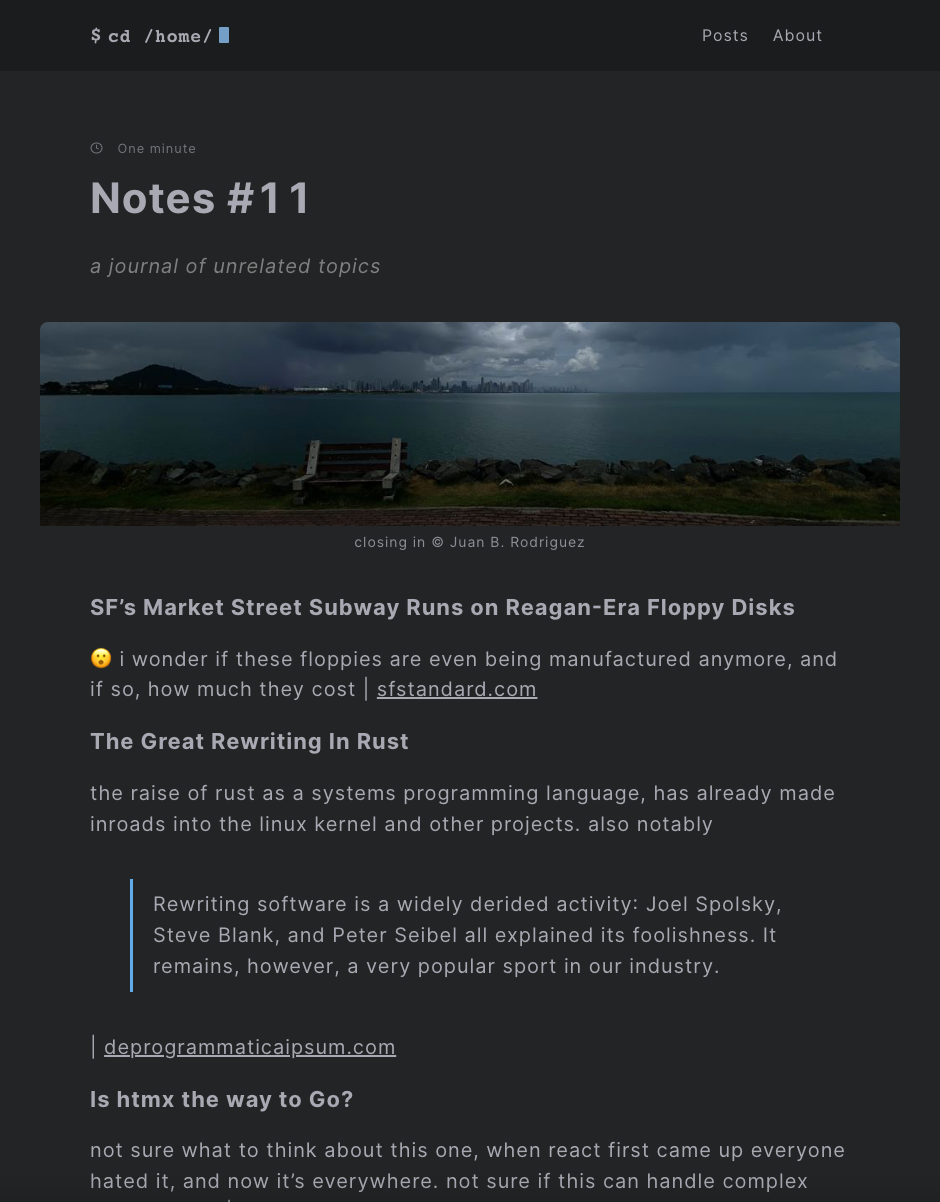 $ cd /home/
Posts About
One minute
Notes #11
a journal of unrelated topics
closing in © Juan B. Rodriguez
SF’s Market Street Subway Runs on Reagan-Era Floppy Disks
😮 i wonder if these floppies are even being manufactured anymore, and
if so, how much they cost | sfstandard.com
The Great Rewriting In Rust
the raise of rust as a systems programming language, has already made
inroads into the linux kernel and other projects. also notably
Rewriting software is a widely derided activity: Joel Spolsky,
Steve Blank, and Peter Seibel all explained its foolishness. It
remains, however, a very popular sport in our industry.
| deprogrammaticaipsum.com
Is htmx the way to Go?
not sure what to think about this one, when react first came up everyone
hated it, and now it’s everywhere. not sure if this can handle complex